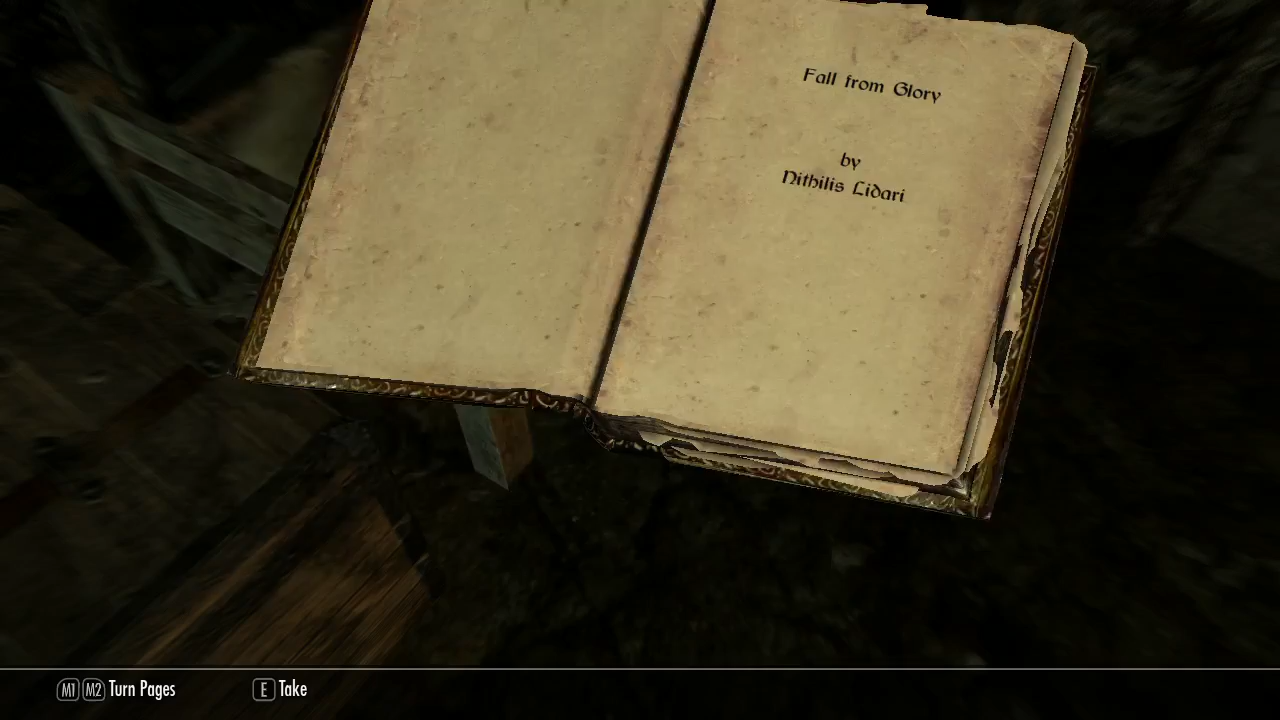 Fall from Glory
by
Nithilis Lidari
M1 M2 Turn Pages
E Take